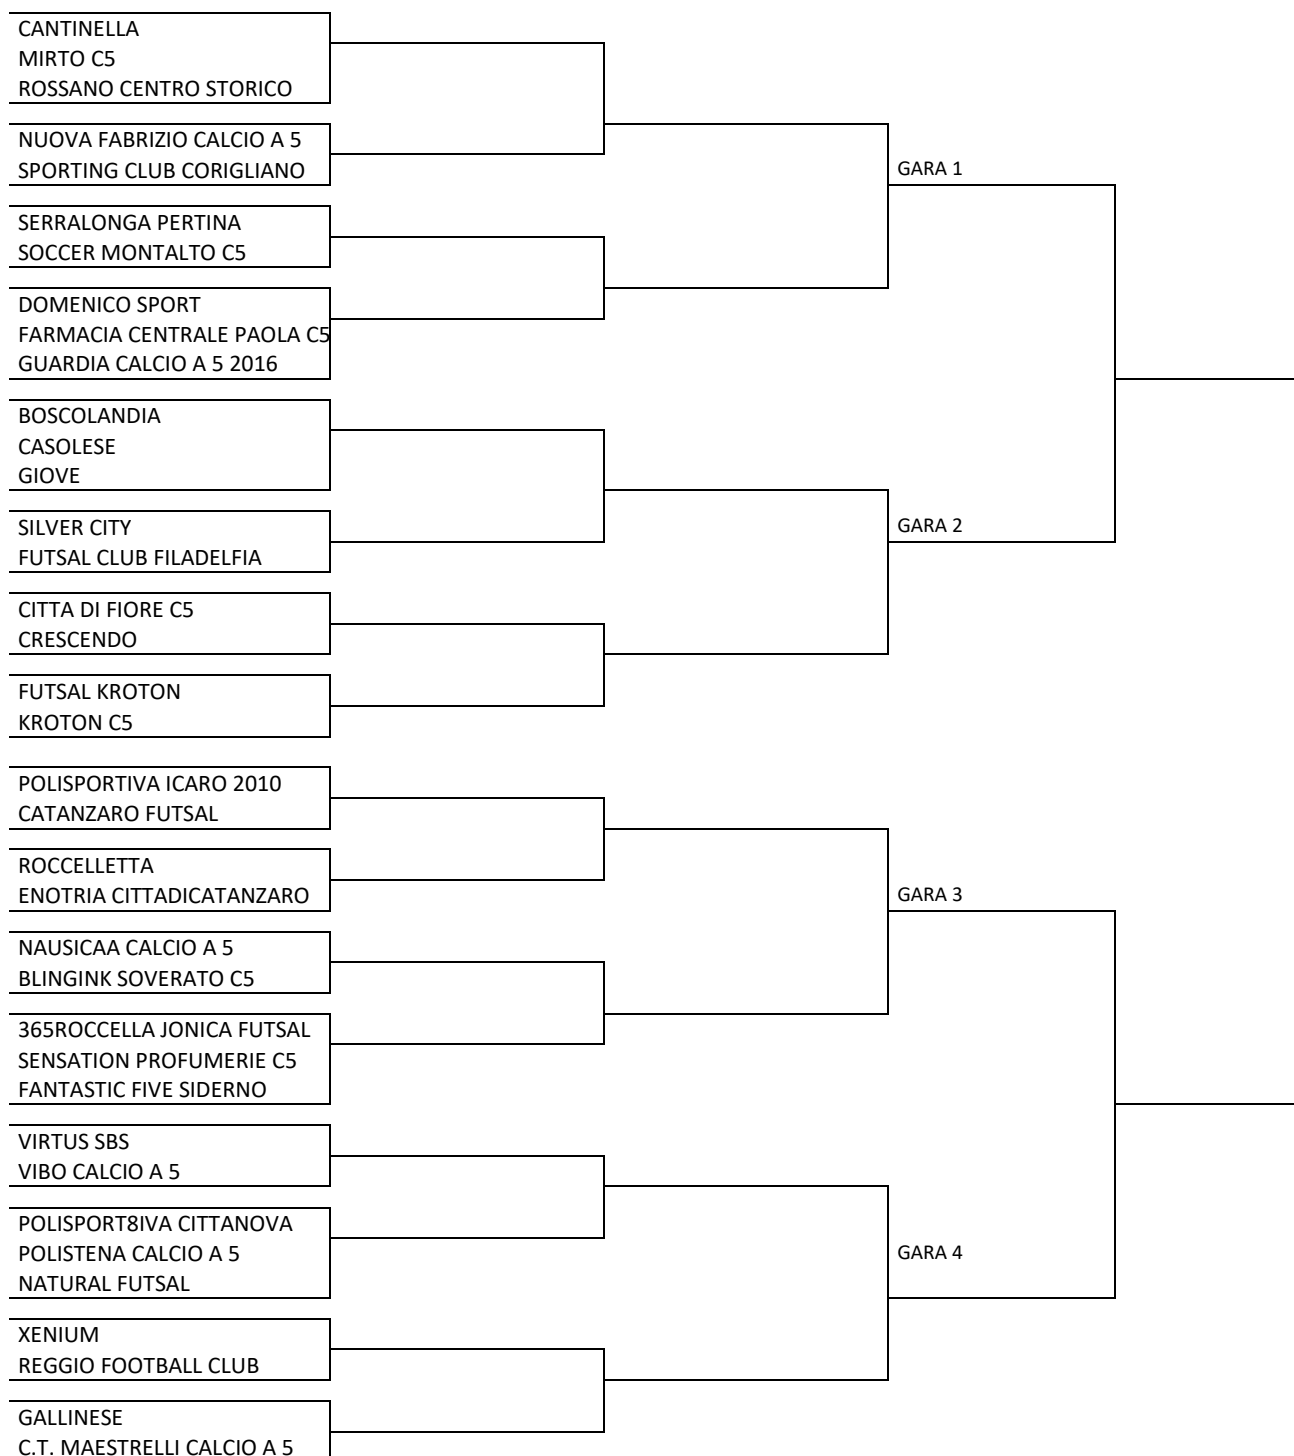 CANTINELLA
MIRTO C5
ROSSANO CENTRO STORICO
NUOVA FABRIZIO CALCIO A 5
SPORTING CLUB CORIGLIANO
GARA 1
SERRALONGA PERTINA
SOCCER MONTALTO C5
DOMENICO SPORT
FARMACIA CENTRALE PAOLA C5
GUARDIA CALCIO A 5 2016
BOSCOLANDIA
CASOLESE
GIOVE
SILVER CITY
GARA 2
FUTSAL CLUB FILADELFIA
CITTA DI FIORE C5
CRESCENDO
FUTSAL KROTON
KROTON C5
POLISPORTIVA ICARO 2010
CATANZARO FUTSAL
ROCCELLETTA
ENOTRIA CITTADICATANZARO
GARA 3
NAUSICAA CALCIO A 5
BLINGINK SOVERATO C5
365ROCCELLA JONICA FUTSAL
SENSATION PROFUMERIE C5
FANTASTIC FIVE SIDERNO
VIRTUS SBS
VIBO CALCIO A 5
POLISPORT8IVA CITTANOVA
POLISTENA CALCIO A 5
GARA 4
NATURAL FUTSAL
XENIUM
REGGIO FOOTBALL CLUB
GALLINESE
C.T. MAESTRELLI CALCIO A 5